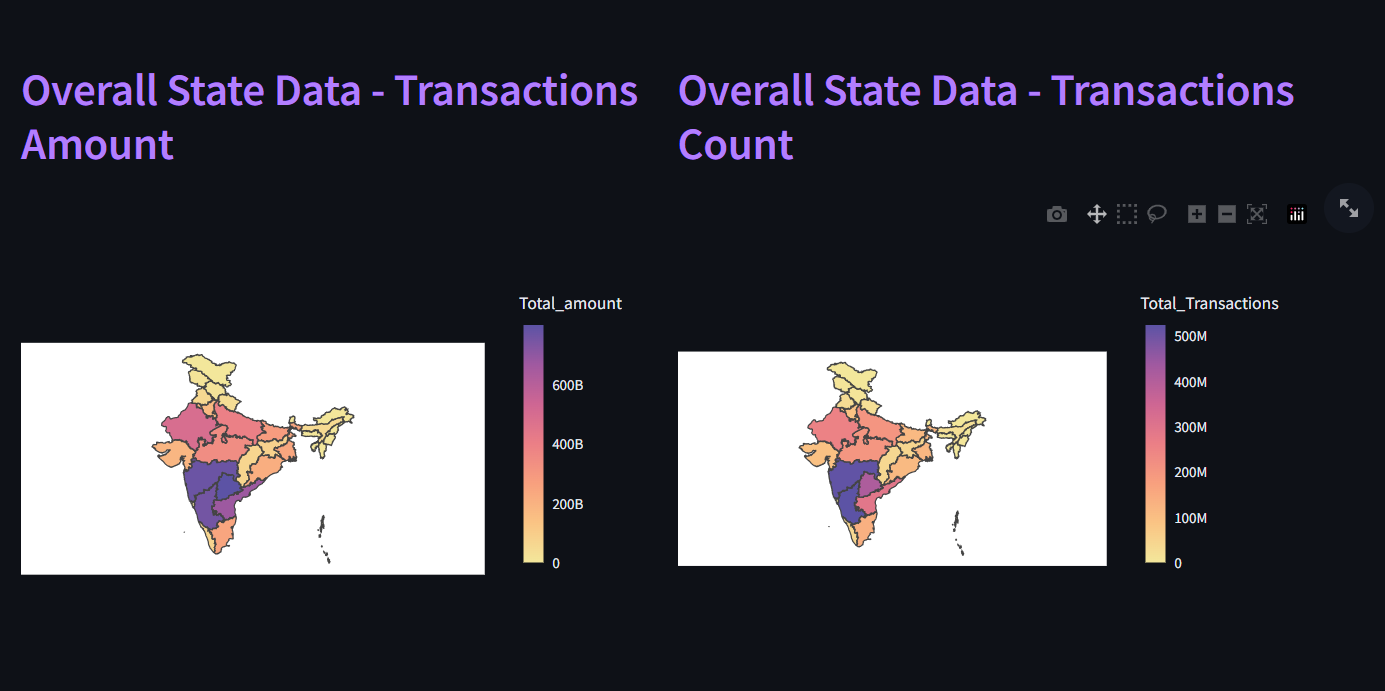 Overall State Data - Transactions
Amount
Overall State Data - Transactions
Count
Total_amount
600B
400B
200B
0
Total_Transactions
500M
400M
300M
200M
100M
0